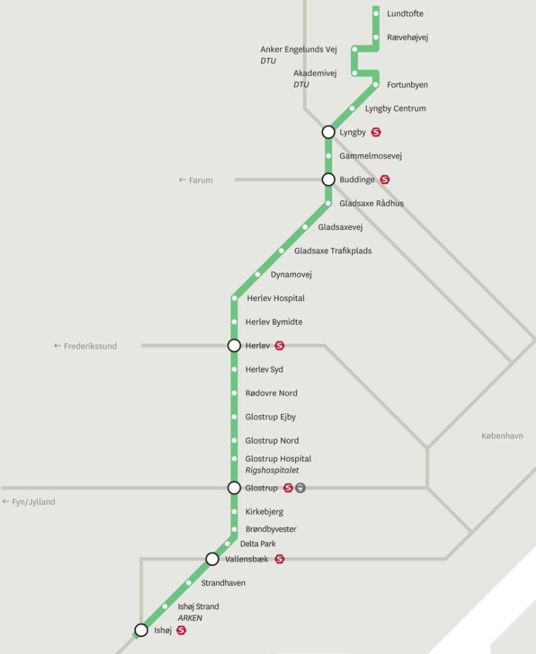 Lundtofte
Rævehøjvej
Anker Engelunds Vej
DTU
Akademivej
DTU
Fortunbyen
Lyngby Centrum
Lyngby S
Gammelmosevej
← Farum
Buddinge S
Gladsaxe Rådhus
Gladsaxevej
Gladsaxe Trafikplads
Dynamovej
Herlev Hospital
Herlev Bymidte
← Frederikssund
Herlev S
Herlev Syd
Rødovre Nord
Glostrup Ejby
København
Glostrup Nord
Glostrup Hospital
Rigshospitalet
Glostrup S
← Fyn/Jylland
Kirkebjerg
Brøndbyvester
Delta Park
Vallensbæk S
Strandhaven
Ishøj Strand
ARKEN
Ishøj S